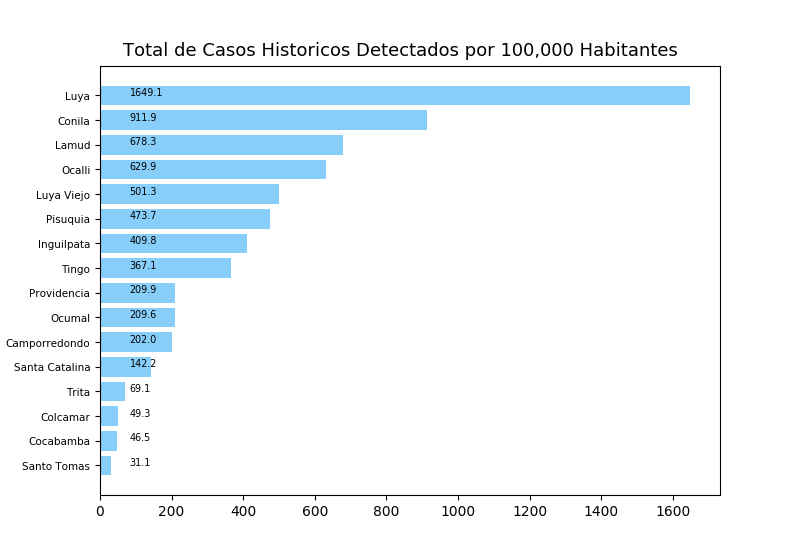 Total de Casos Historicos Detectados por 100,000 Habitantes
Luya 1649.1
Conila 911.9
Lamud 678.3
Ocalli 629.9
Luya Viejo 501.3
Pisuquia 473.7
Inguilpata 409.8
Tingo 367.1
Providencia 209.9
Ocumal 209.6
Camporredondo 202.0
Santa Catalina 142.2
Trita 69.1
Colcamar 49.3
Cocabamba 46.5
Santo Tomas 31.1
0 200 400 600 800 1000 1200 1400 1600